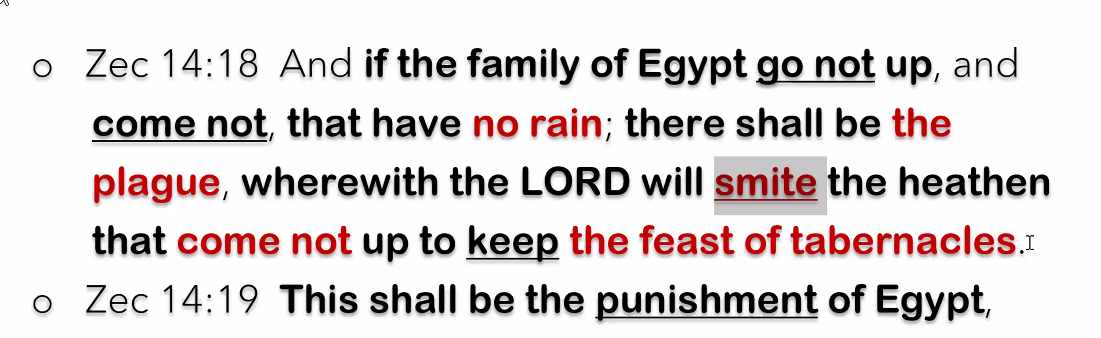 o Zec 14:18 And if the family of Egypt go not up, and
come not, that have no rain; there shall be the
plague, wherewith the LORD will smite the heathen
that come not up to keep the feast of tabernacles.
o Zec 14:19 This shall be the punishment of Egypt,